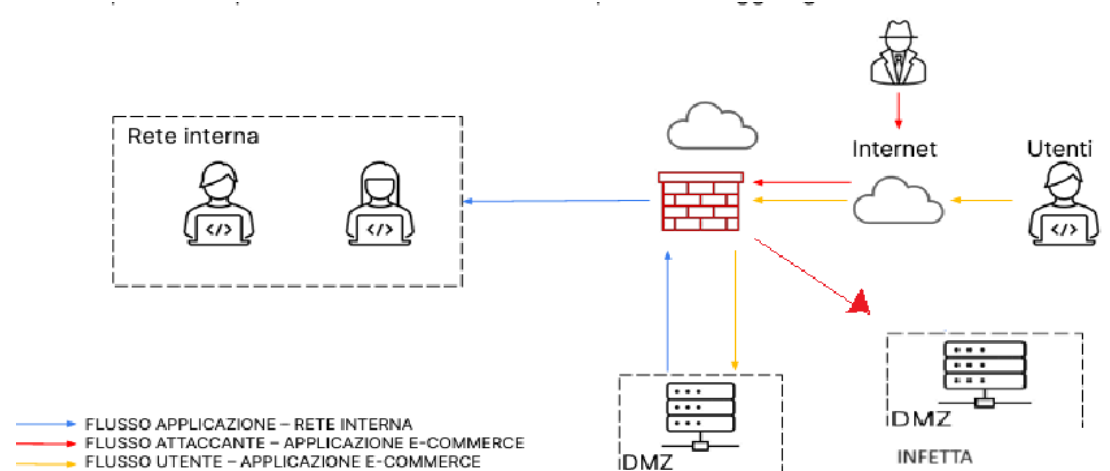 Rete interna
Internet
Utenti
DMZ
INFETTA
DMZ
FLUSSO APPLICAZIONE – RETE INTERNA
FLUSSO ATTACCANTE – APPLICAZIONE E-COMMERCE
FLUSSO UTENTE – APPLICAZIONE E-COMMERCE